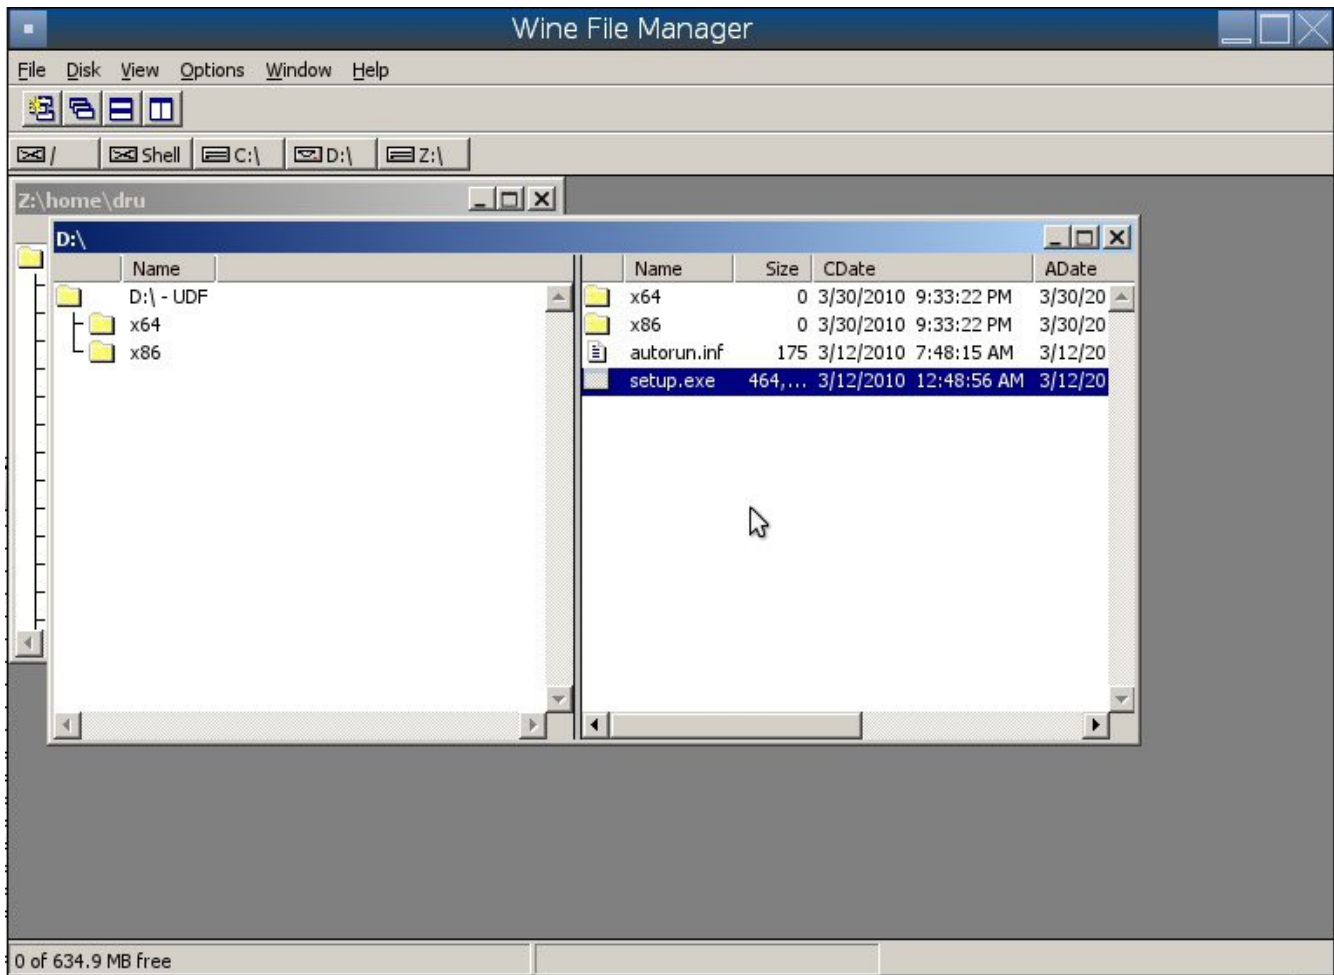 Wine File Manager
File Disk View Options Window Help
/ Shell C:\ D:\ Z:\
Z:\home\dru
D:\
Name Name Size CDate ADate
D:\ - UDF x64 0 3/30/2010 9:33:22 PM 3/30/20
x64 x86 0 3/30/2010 9:33:22 PM 3/30/20
x86 autorun.inf 175 3/12/2010 7:48:15 AM 3/12/20
setup.exe 464,... 3/12/2010 12:48:56 AM 3/12/20
0 of 634.9 MB free